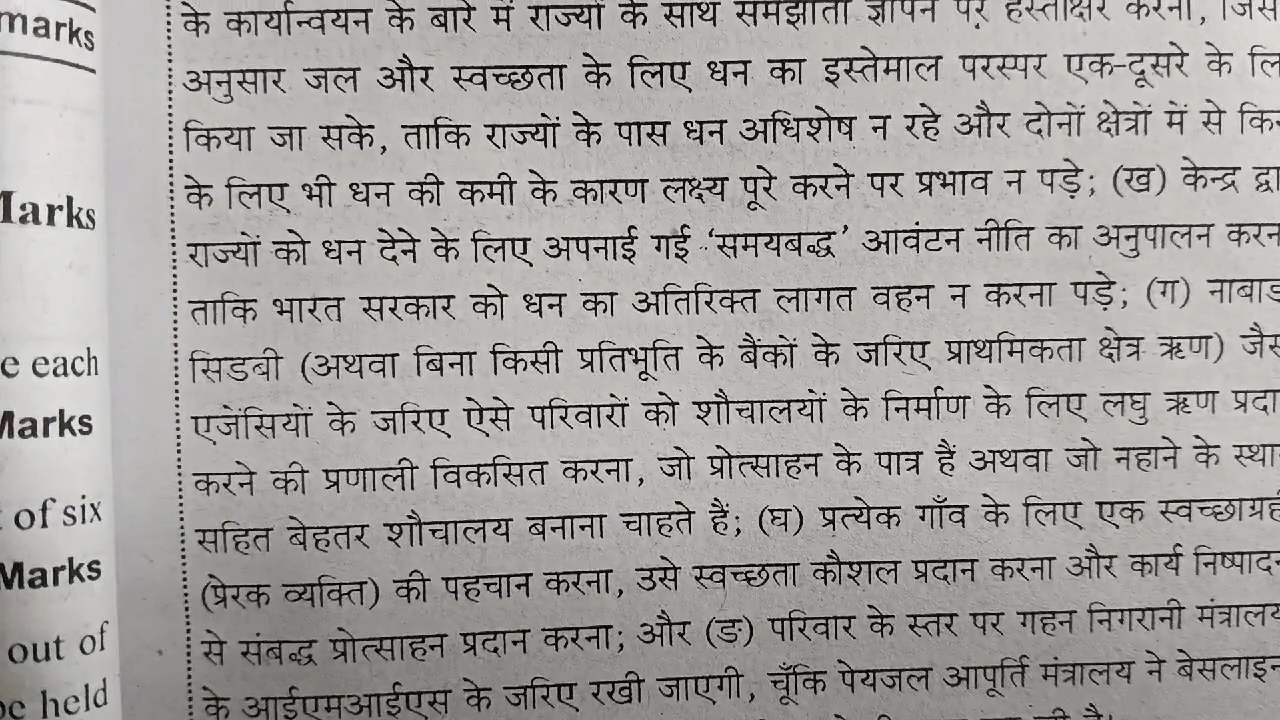 marks
Marks
e each
Marks
of six
Marks
out of
be held
के कार्यान्वयन के बारे में राज्यों के साथ समझौता ज्ञापन पर हस्ताक्षर करना,
अनुसार जल और स्वच्छता के लिए धन का इस्तेमाल परस्पर एक-दूसरे के
किया जा सके, ताकि राज्यों के पास धन अधिशेष न रहे और दोनों क्षेत्रों में से
के लिए भी धन की कमी के कारण लक्ष्य पूरे करने पर प्रभाव न पड़े; (ख) केन्द्र
राज्यों को धन देने के लिए अपनाई गई 'समयबद्ध' आवंटन नीति का अनुपालन
ताकि भारत सरकार को धन का अतिरिक्त लागत वहन न करना पड़े; (ग)
सिडबी (अथवा बिना किसी प्रतिभूति के बैंकों के जरिए प्राथमिकता क्षेत्र ऋण)
एजेंसियों के जरिए ऐसे परिवारों को शौचालयों के निर्माण के लिए लघु ऋण
करने की प्रणाली विकसित करना, जो प्रोत्साहन के पात्र हैं अथवा जो नहाने के
सहित बेहतर शौचालय बनाना चाहते हैं; (घ) प्रत्येक गाँव के लिए एक
(प्रेरक व्यक्ति) की पहचान करना, उसे स्वच्छता कौशल प्रदान करना और कार्य
से संबद्ध प्रोत्साहन प्रदान करना; और (ङ) परिवार के स्तर पर गहन निगरानी
के आईएमआईएस के जरिए रखी जाएगी, चूँकि पेयजल आपूर्ति मंत्रालय ने